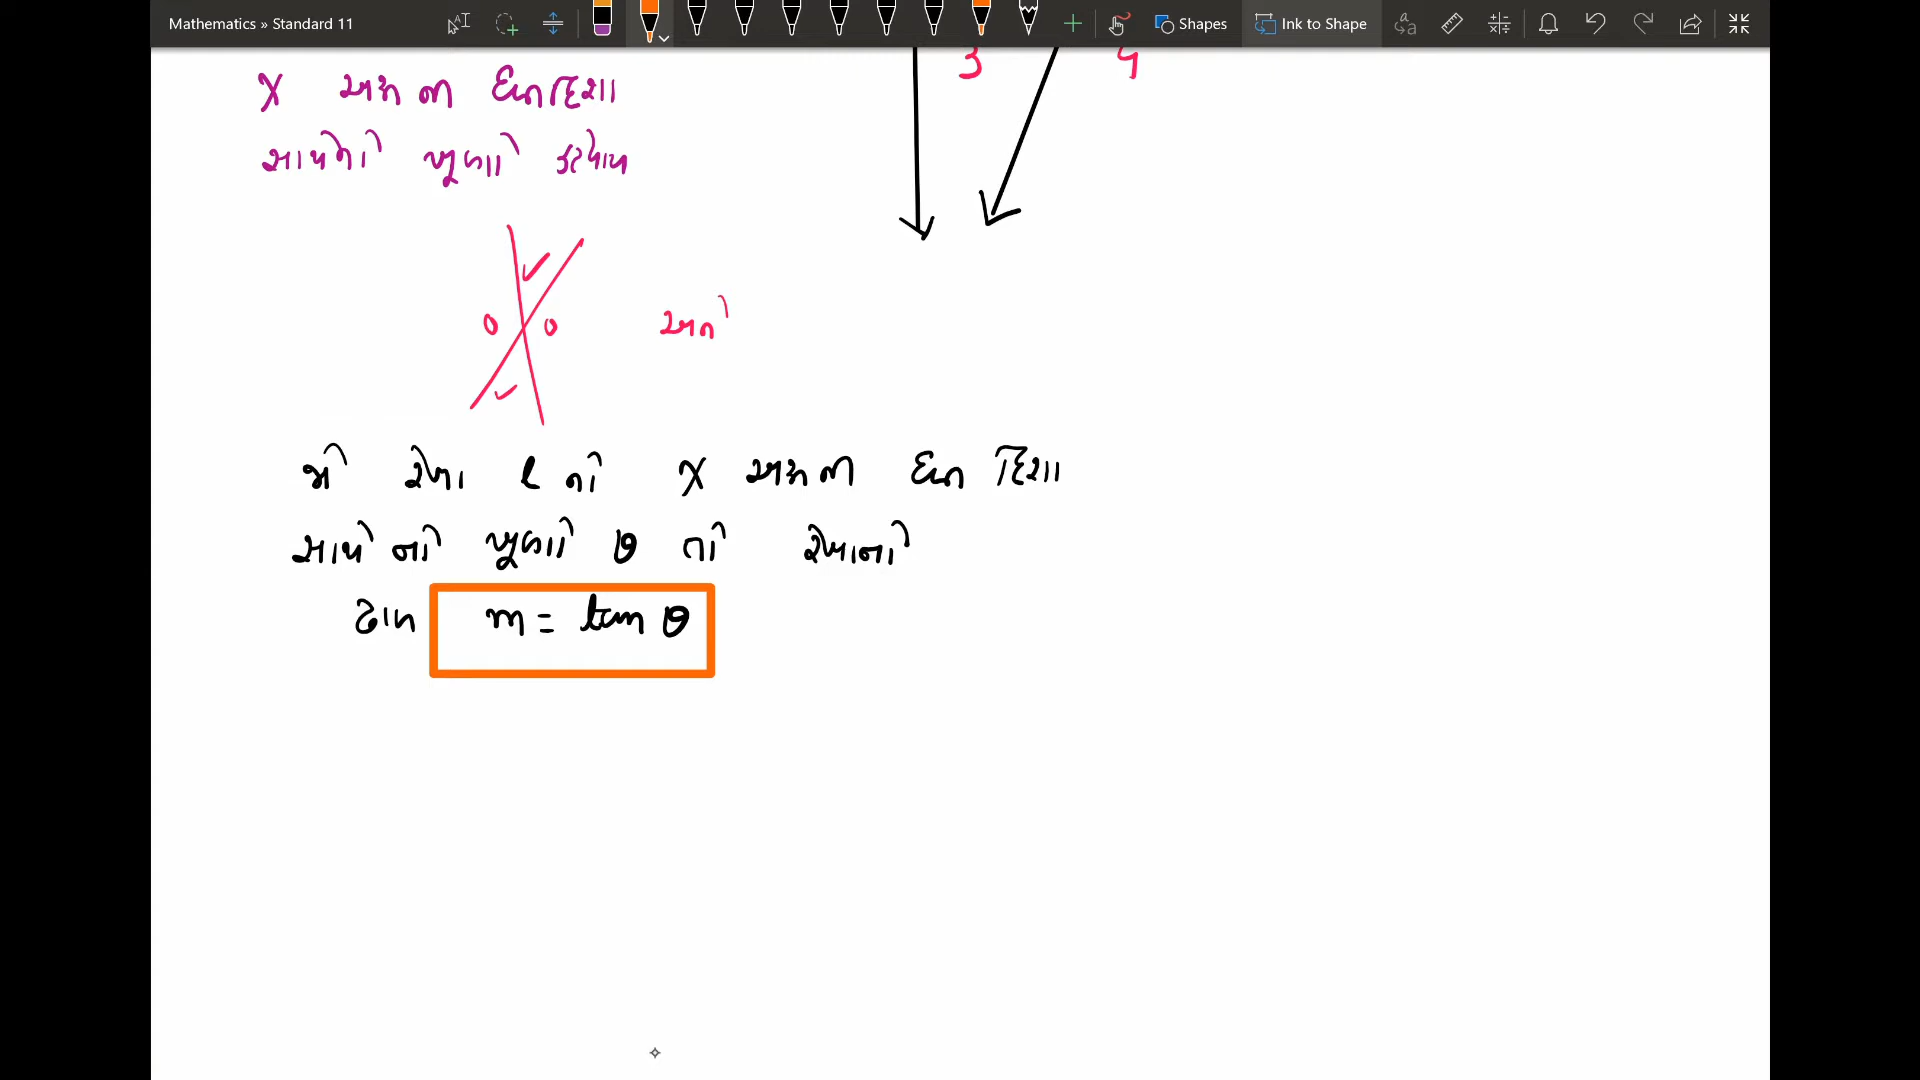 Mathematics » Standard 11
Shapes
Ink to Shape
3 4
X અક્ષ ની ધન દિશા
સાથેનો ખૂણો કહેવાય
0 0
અને
જો રેખા l નો X અક્ષ ની ધન દિશા
સાથે નો ખૂણો θ તો રેખાનો
ઢાળ m = tan θ